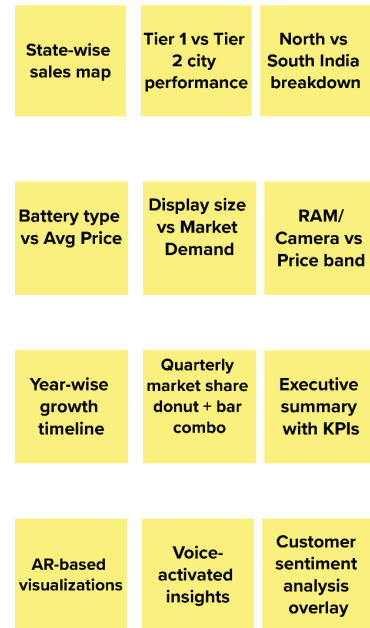 State-wise
sales map
Tier 1 vs Tier
2 city
performance
North vs
South India
breakdown
Battery type
vs Avg Price
Display size
vs Market
Demand
RAM/
Camera vs
Price band
Year-wise
growth
timeline
Quarterly
market share
donut + bar
combo
Executive
summary
with KPIs
AR-based
visualizations
Voice-
activated
insights
Customer
sentiment
analysis
overlay